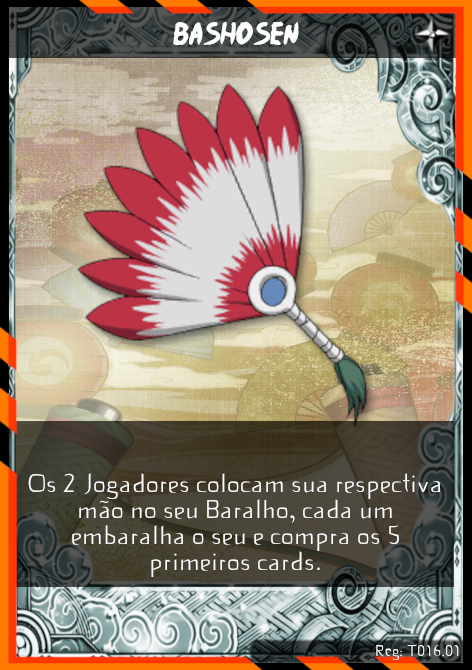 BASHOSEN
Os 2 Jogadores colocam sua respectiva
mão no seu Baralho, cada um
embaralha o seu e compra os 5
primeiros cards.
Reg: T016.01